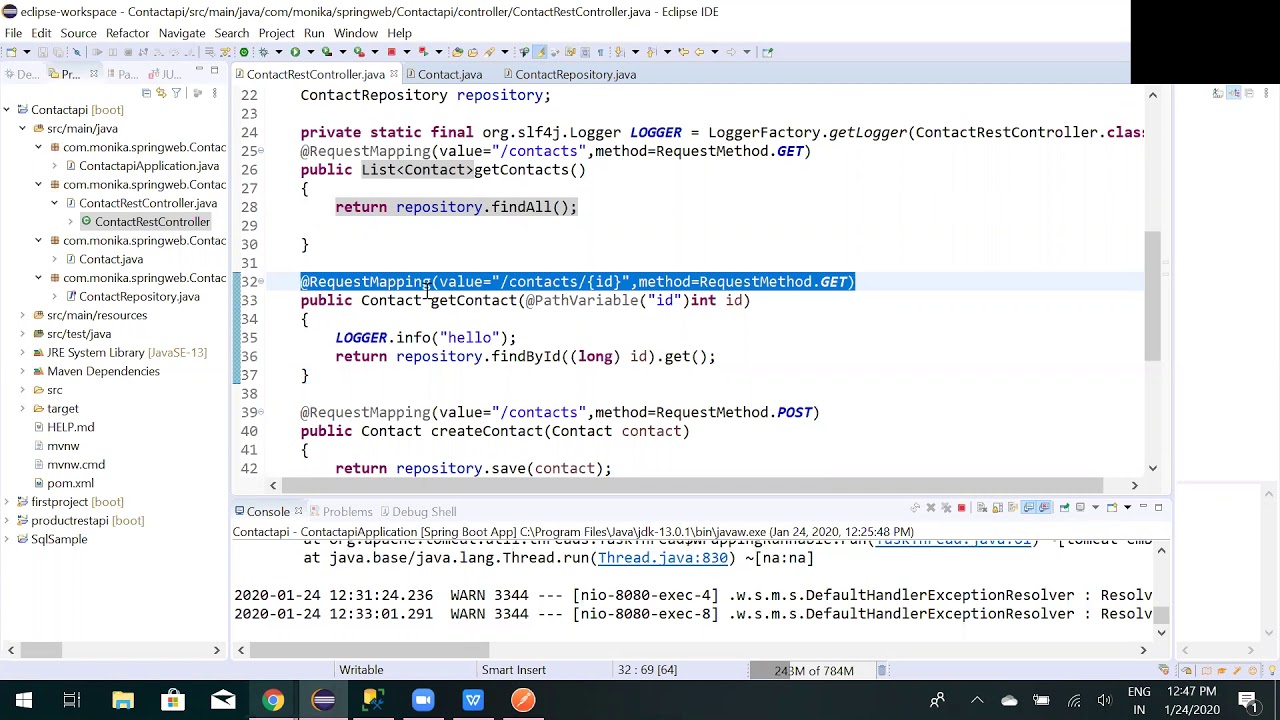 eclipse-workspace - Contactapi/src/main/java/com/monika/springweb/Contactapi/controller/ContactRestController.java - Eclipse IDE
File Edit Source Refactor Navigate Search Project Run Window Help
De... Pr... Pa... JU...
ContactRestController.java Contact.java ContactRepository.java
Contactapi [boot]
src/main/java
com.monika.springweb.Contac
ContactapiApplication.java
com.monika.springweb.Contac
ContactRestController.java
ContactRestController
com.monika.springweb.Contac
Contact.java
com.monika.springweb.Contac
ContactRepository.java
src/main/resources
src/test/java
JRE System Library [JavaSE-13]
Maven Dependencies
src
target
HELP.md
mvnw
mvnw.cmd
pom.xml
firstproject [boot]
productrestapi [boot]
SqlSample
22 ContactRepository repository;
23
24 private static final org.slf4j.Logger LOGGER = LoggerFactory.getLogger(ContactRestController.class
25 @RequestMapping(value="/contacts",method=RequestMethod.GET)
26 public List<Contact>getContacts()
27 {
28 return repository.findAll();
29
30 }
31
32 @RequestMapping(value="/contacts/{id}",method=RequestMethod.GET)
33 public Contact getContact(@PathVariable("id")int id)
34 {
35 LOGGER.info("hello");
36 return repository.findById((long) id).get();
37 }
38
39 @RequestMapping(value="/contacts",method=RequestMethod.POST)
40 public Contact createContact(Contact contact)
41 {
42 return repository.save(contact);
Console Debug Shell
Contactapi - ContactapiApplication [Spring Boot App] C:\Program Files\Java\jdk-13.0.1\bin\javaw.exe (Jan 24, 2020, 12:25:48 PM)
at java.base/java.lang.Thread.run(Thread.java:830) ~[na:na]
2020-01-24 12:31:24.236 WARN 3344 --- [nio-8080-exec-4] .w.s.m.s.DefaultHandlerExceptionResolver : Resolv
2020-01-24 12:33:01.291 WARN 3344 --- [nio-8080-exec-8] .w.s.m.s.DefaultHandlerExceptionResolver : Resolv
Writable Smart Insert 32 : 69 [64] 243M of 784M
ENG 12:47 PM
IN 1/24/2020